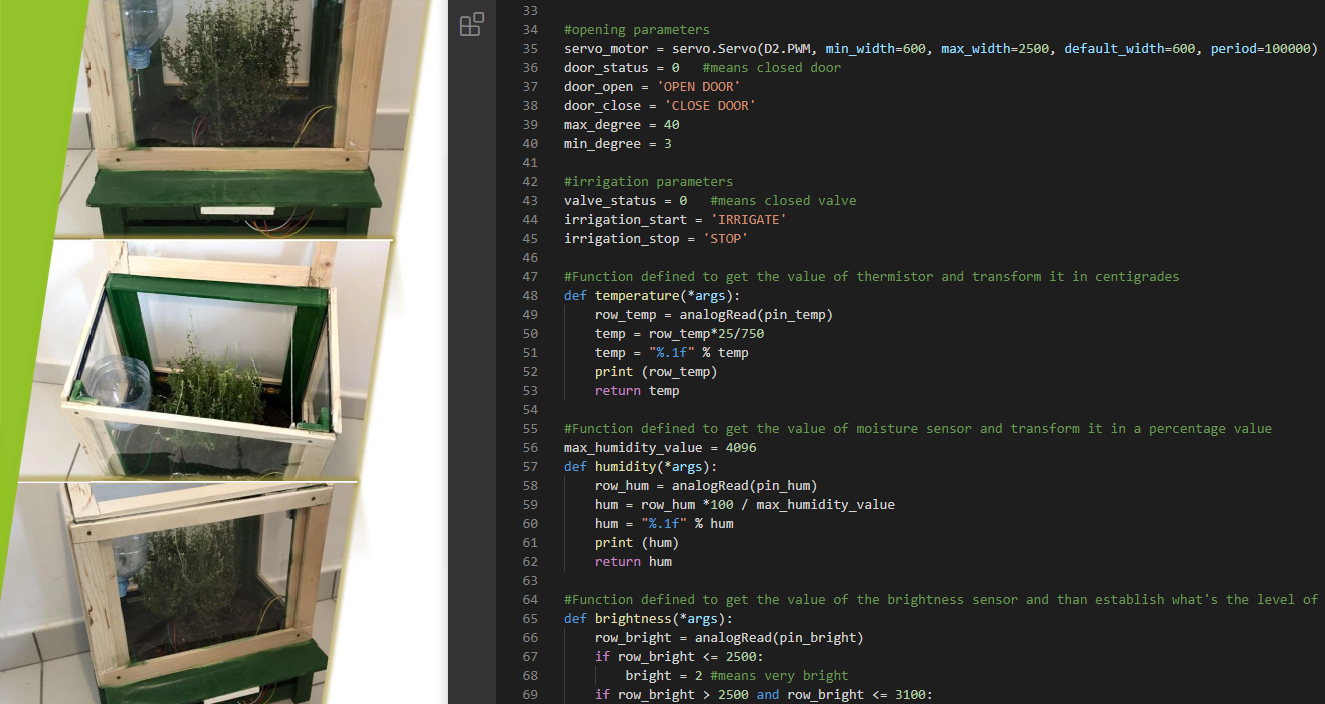 33
34 #opening parameters
35 servo_motor = servo.Servo(D2.PWM, min_width=600, max_width=2500, default_width=600, period=100000)
36 door_status = 0   #means closed door
37 door_open = 'OPEN DOOR'
38 door_close = 'CLOSE DOOR'
39 max_degree = 40
40 min_degree = 3
41
42 #irrigation parameters
43 valve_status = 0   #means closed valve
44 irrigation_start = 'IRRIGATE'
45 irrigation_stop = 'STOP'
46
47 #Function defined to get the value of thermistor and transform it in centigrades
48 def temperature(*args):
49     row_temp = analogRead(pin_temp)
50     temp = row_temp*25/750
51     temp = "%.1f" % temp
52     print (row_temp)
53     return temp
54
55 #Function defined to get the value of moisture sensor and transform it in a percentage value
56 max_humidity_value = 4096
57 def humidity(*args):
58     row_hum = analogRead(pin_hum)
59     hum = row_hum *100 / max_humidity_value
60     hum = "%.1f" % hum
61     print (hum)
62     return hum
63
64 #Function defined to get the value of the brightness sensor and than establish what's the level of
65 def brightness(*args):
66     row_bright = analogRead(pin_bright)
67     if row_bright <= 2500:
68         bright = 2 #means very bright
69     if row_bright > 2500 and row_bright <= 3100: